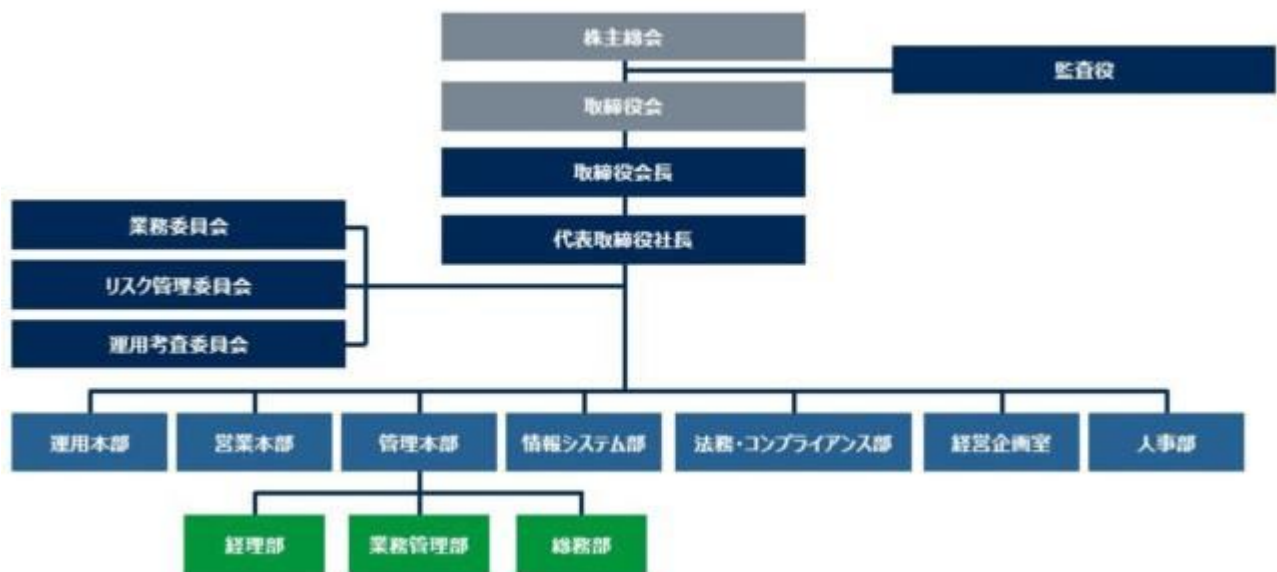 株主総会
監査役
取締役会
取締役会長
代表取締役社長
業務委員会
リスク管理委員会
運用考査委員会
運用本部
営業本部
管理本部
情報システム部
法務・コンプライアンス部
経営企画室
人事部
経理部
業務管理部
総務部